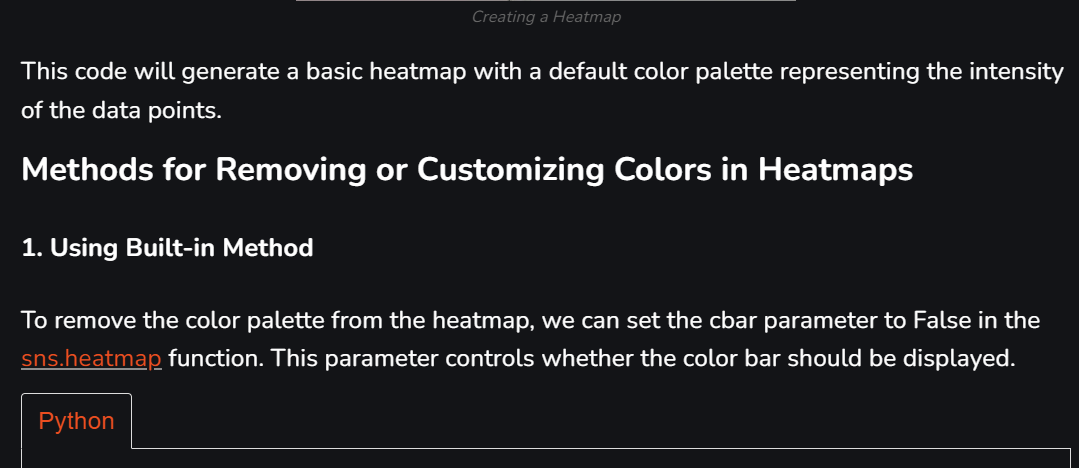 Creating a Heatmap
This code will generate a basic heatmap with a default color palette representing the intensity
of the data points.
Methods for Removing or Customizing Colors in Heatmaps
1. Using Built-in Method
To remove the color palette from the heatmap, we can set the cbar parameter to False in the
sns.heatmap function. This parameter controls whether the color bar should be displayed.
Python